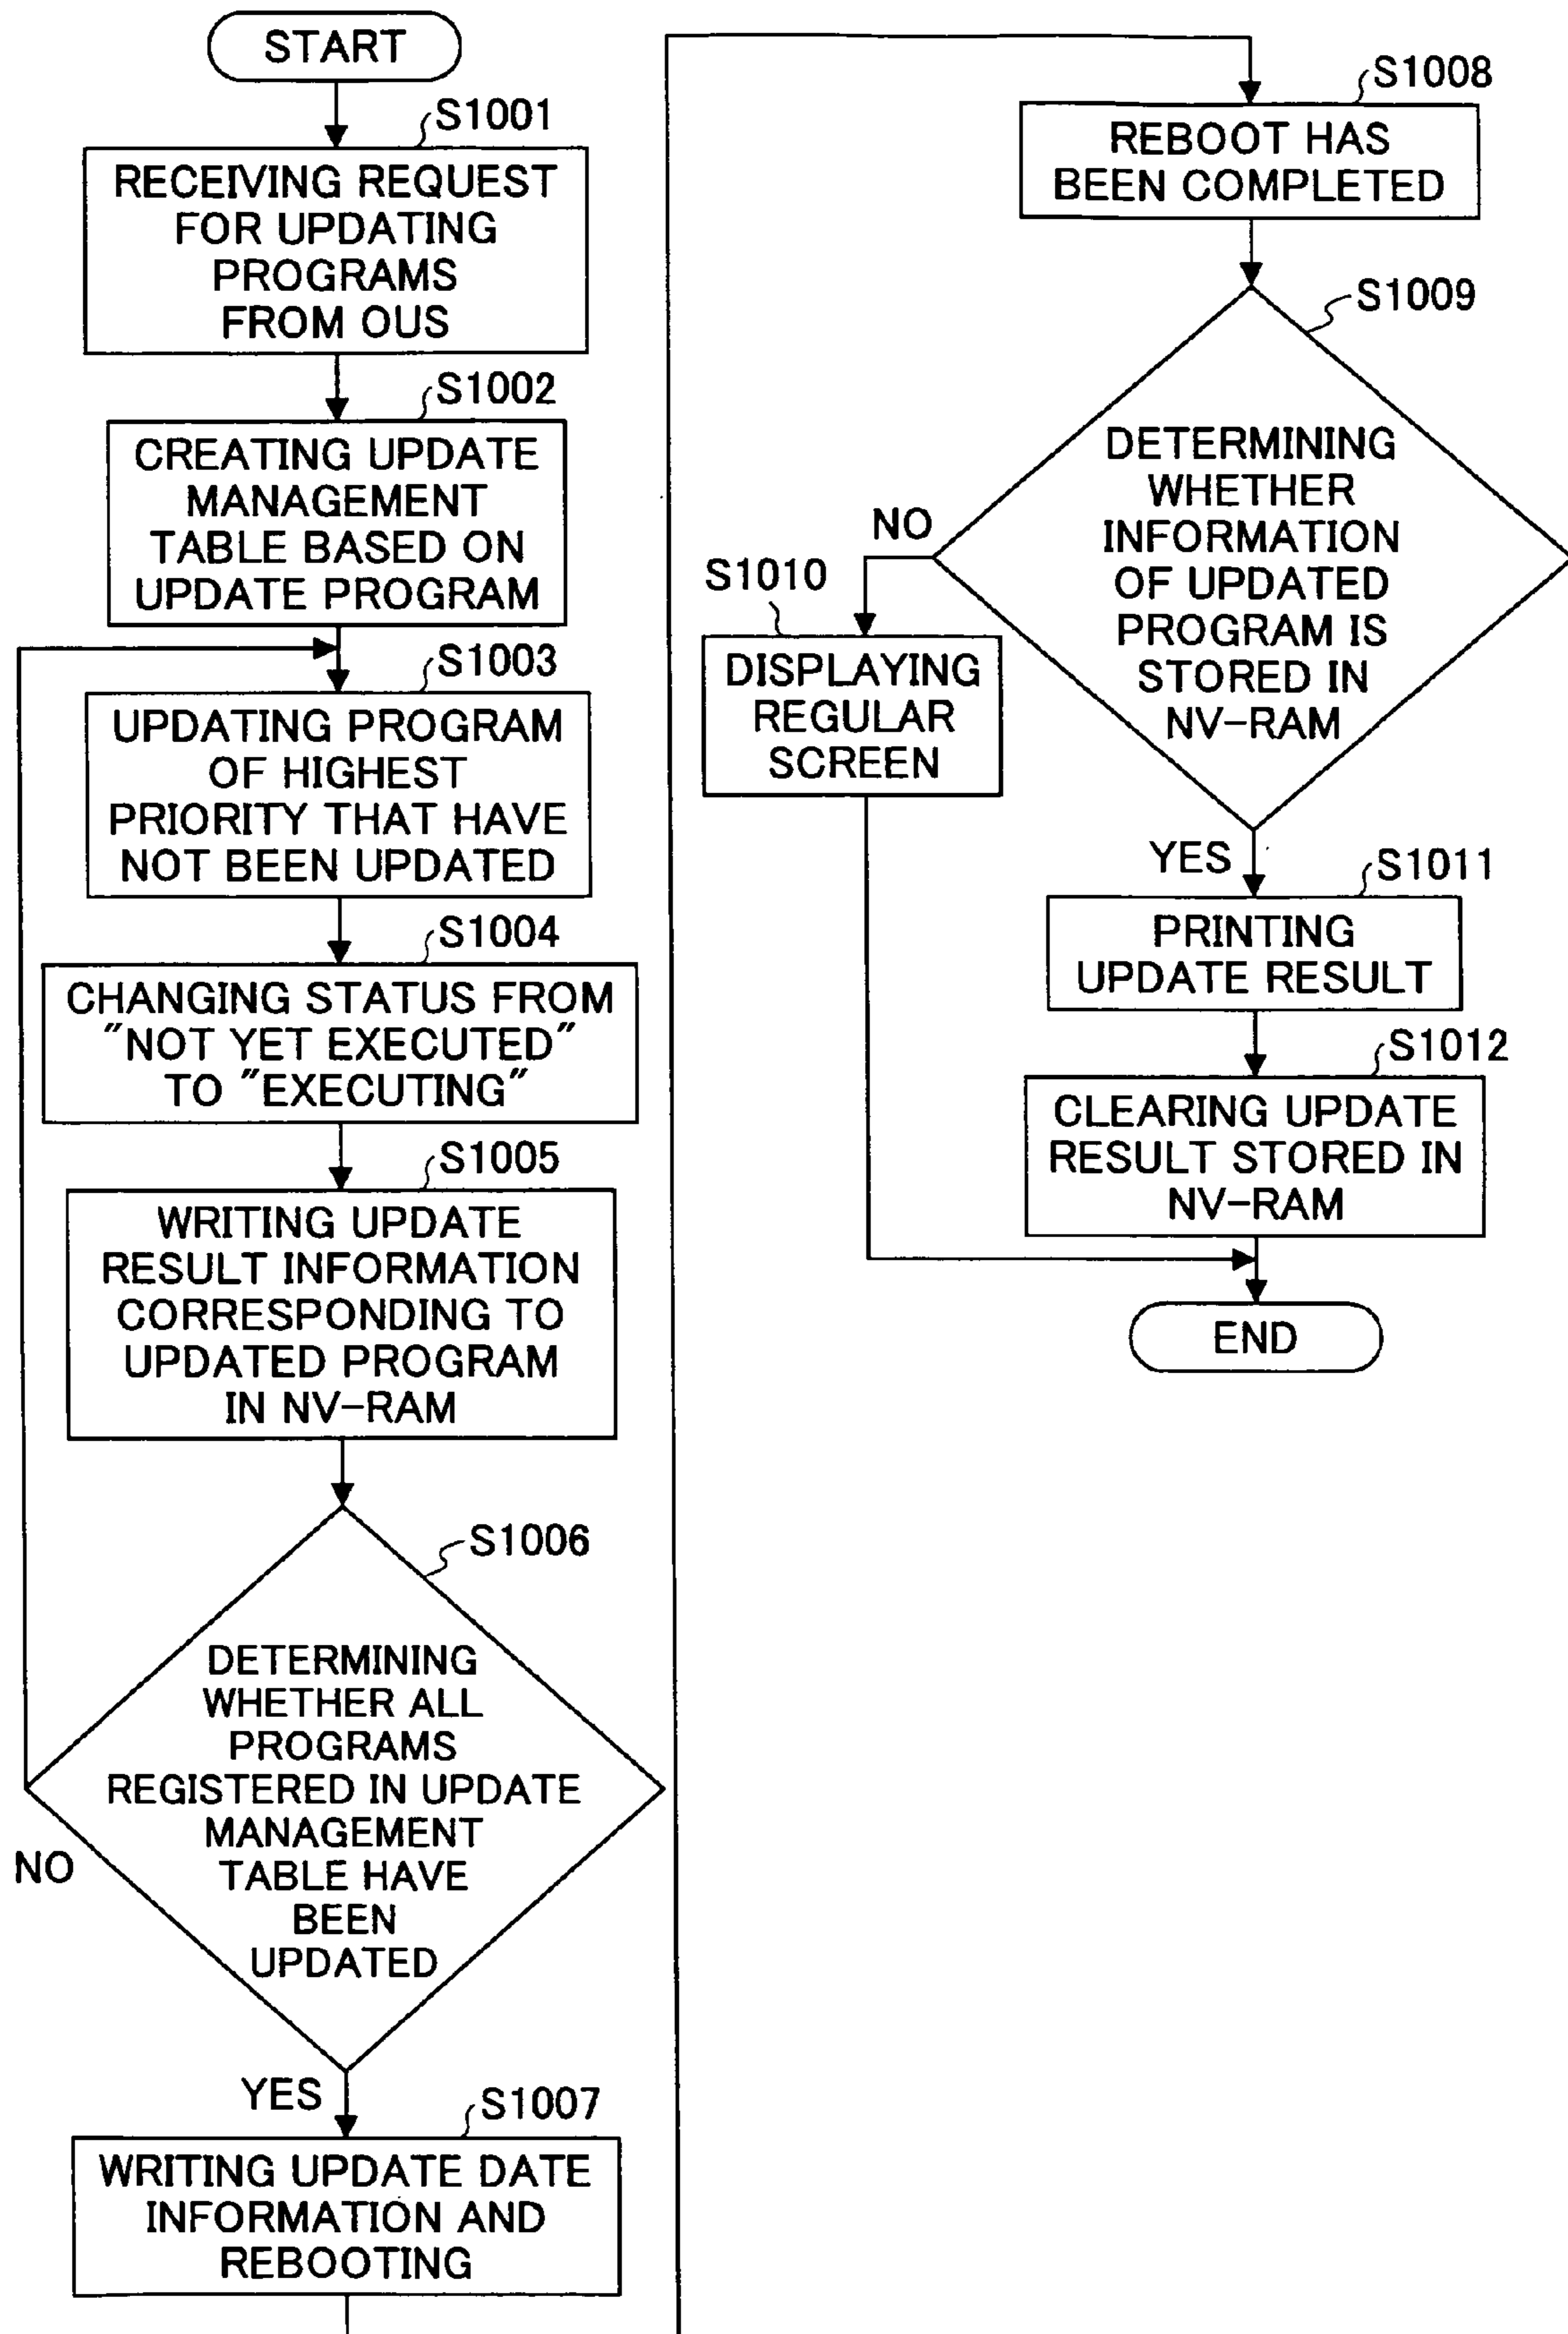 START
S1001
RECEIVING REQUEST
FOR UPDATING
PROGRAMS
FROM OUS
S1002
CREATING UPDATE
MANAGEMENT
TABLE BASED ON
UPDATE PROGRAM
S1003
UPDATING PROGRAM
OF HIGHEST
PRIORITY THAT HAVE
NOT BEEN UPDATED
S1004
CHANGING STATUS FROM
"NOT YET EXECUTED"
TO "EXECUTING"
S1005
WRITING UPDATE
RESULT INFORMATION
CORRESPONDING TO
UPDATED PROGRAM
IN NV-RAM
S1006
DETERMINING
WHETHER ALL
PROGRAMS
REGISTERED IN UPDATE
MANAGEMENT
TABLE HAVE
BEEN
UPDATED
NO
YES
S1007
WRITING UPDATE DATE
INFORMATION AND
REBOOTING
S1008
REBOOT HAS
BEEN COMPLETED
S1009
DETERMINING
WHETHER
INFORMATION
OF UPDATED
PROGRAM IS
STORED IN
NV-RAM
NO
S1010
DISPLAYING
REGULAR
SCREEN
YES
S1011
PRINTING
UPDATE RESULT
S1012
CLEARING UPDATE
RESULT STORED IN
NV-RAM
END